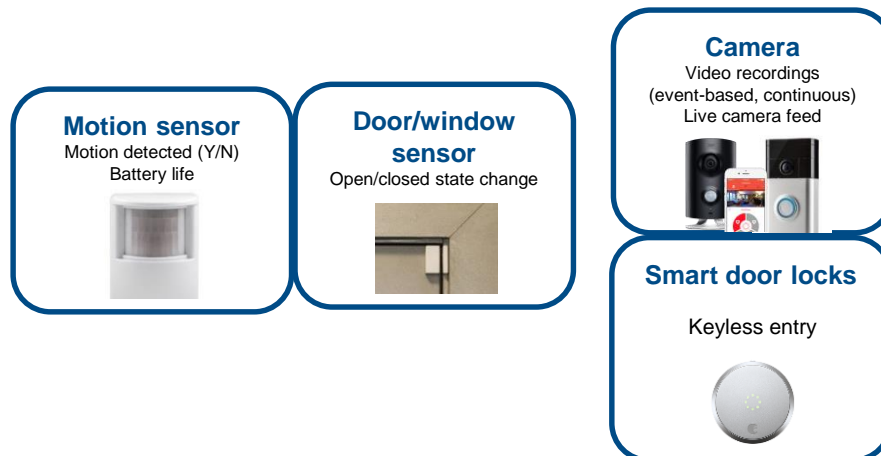 Motion sensor
Motion detected (Y/N)
Battery life
Door/window
sensor
Open/closed state change
Camera
Video recordings
(event-based, continuous)
Live camera feed
Smart door locks
Keyless entry